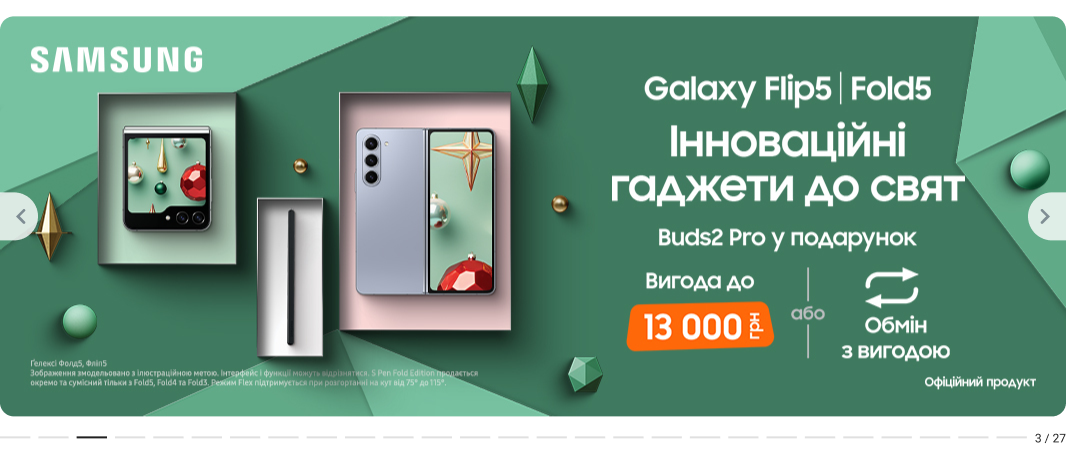 SAMSUNG
Galaxy Flip5 | Fold5
Інноваційні
гаджети до свят
Buds2 Pro у подарунок
Вигода до
13 000 грн
або
Обмін
з вигодою
Ґелексі Фолд5, Фліп5
Зображення змодельовано з ілюстраційною метою. Інтерфейс і функції можуть відрізнятися. S Pen Fold Edition продається
окремо та сумісний тільки з Fold5, Fold4 та Fold3. Режим Flex підтримується при розгортанні на кут від 75° до 115°.
Офіційний продукт
3 / 27